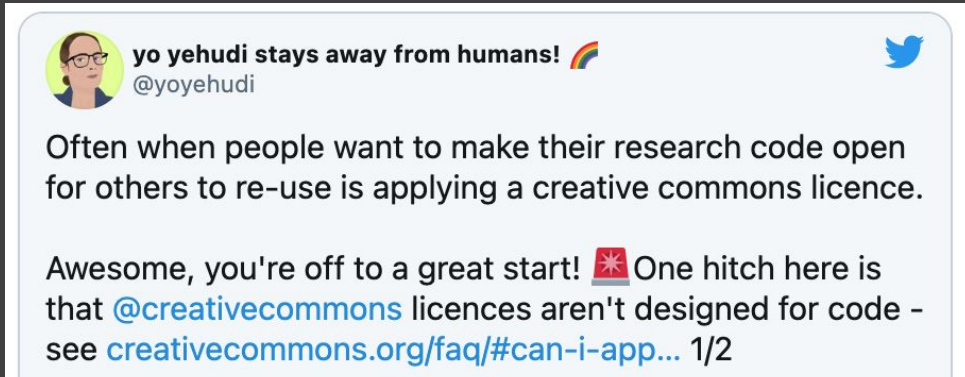 yo yehudi stays away from humans! 🌈
@yoyehudi
Often when people want to make their research code open
for others to re-use is applying a creative commons licence.
Awesome, you're off to a great start! 🚨One hitch here is
that @creativecommons licences aren't designed for code -
see creativecommons.org/faq/#can-i-app... 1/2